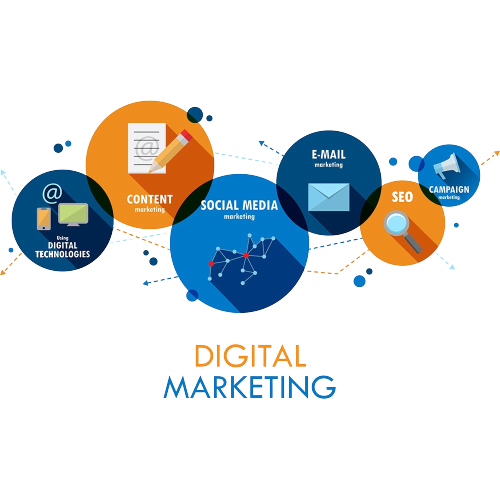 @
Using
DIGITAL
TECHNOLOGIES
@
CONTENT
marketing
SOCIAL MEDIA
marketing
E-MAIL
marketing
SEO
CAMPAIGN
marketing
DIGITAL
MARKETING